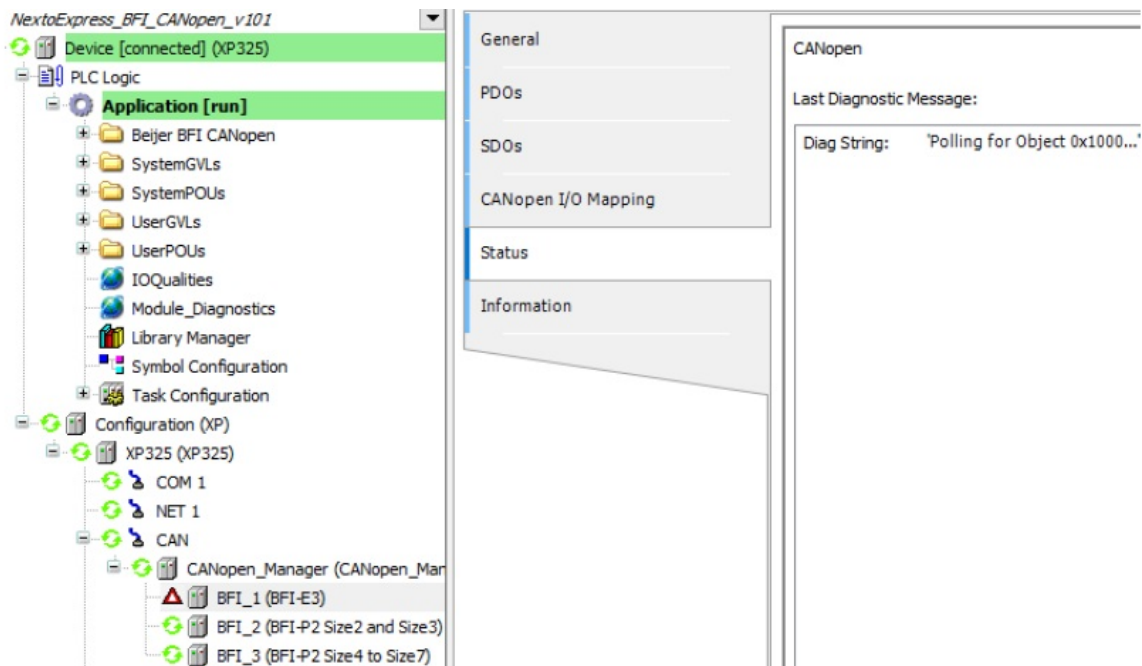 NextoExpress_BFI_CANopen_v101
Device [connected] (XP325)
PLC Logic
Application [run]
Beijer BFI CANopen
SystemGVLs
SystemPOUs
UserGVLs
UserPOUs
IOQualities
Module_Diagnostics
Library Manager
Symbol Configuration
Task Configuration
Configuration (XP)
XP325 (XP325)
COM 1
NET 1
CAN
CANopen_Manager (CANopen_Man
BFI_1 (BFI-E3)
BFI_2 (BFI-P2 Size2 and Size3)
BFI_3 (BFI-P2 Size4 to Size7)
General
PDOs
SDOs
CANopen I/O Mapping
Status
Information
CANopen
Last Diagnostic Message:
Diag String: 'Polling for Object 0x1000...'